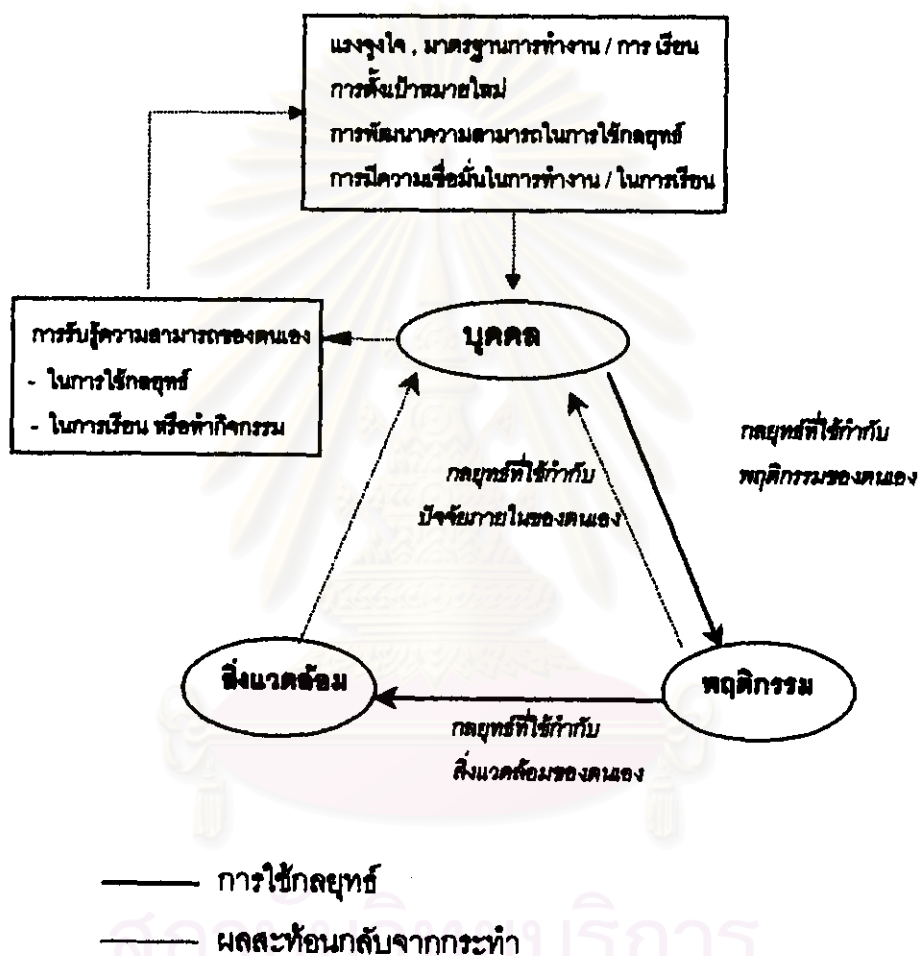 แรงจูงใจ , มาตรฐานการทำงาน / การ เรียน
การตั้งเป้าหมายใหม่
การพัฒนาความสามารถในการใช้กลยุทธ์
การมีความเชื่อมั่นในการทำงาน / ในการเรียน
การรับรู้ความสามารถของตนเอง
- ในการใช้กลยุทธ์
- ในการเรียน หรือทำกิจกรรม
บุคคล
กลยุทธ์ที่ใช้กำกับ
พฤติกรรมของตนเอง
กลยุทธ์ที่ใช้กำกับ
ปัจจัยภายในของตนเอง
สิ่งแวดล้อม
พฤติกรรม
กลยุทธ์ที่ใช้กำกับ
สิ่งแวดล้อมของตนเอง
การใช้กลยุทธ์
ผลสะท้อนกลับจากกระทำ
สถาบันวิทยบริการ